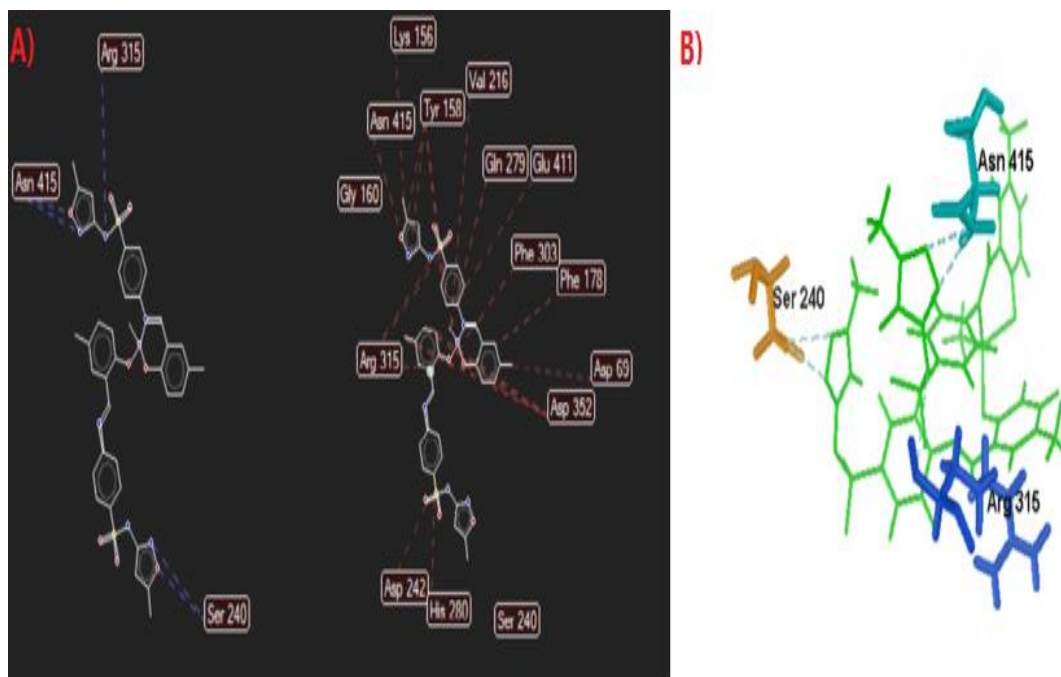 A)
Arg 315
Asn 415
Ser 240
Lys 156
Val 216
Asn 415
Tyr 158
Gln 279
Glu 411
Gly 160
Phe 303
Phe 178
Arg 315
Asp 69
Asp 352
Asp 242
His 280
Ser 240
B)
Asn 415
Ser 240
Arg 315